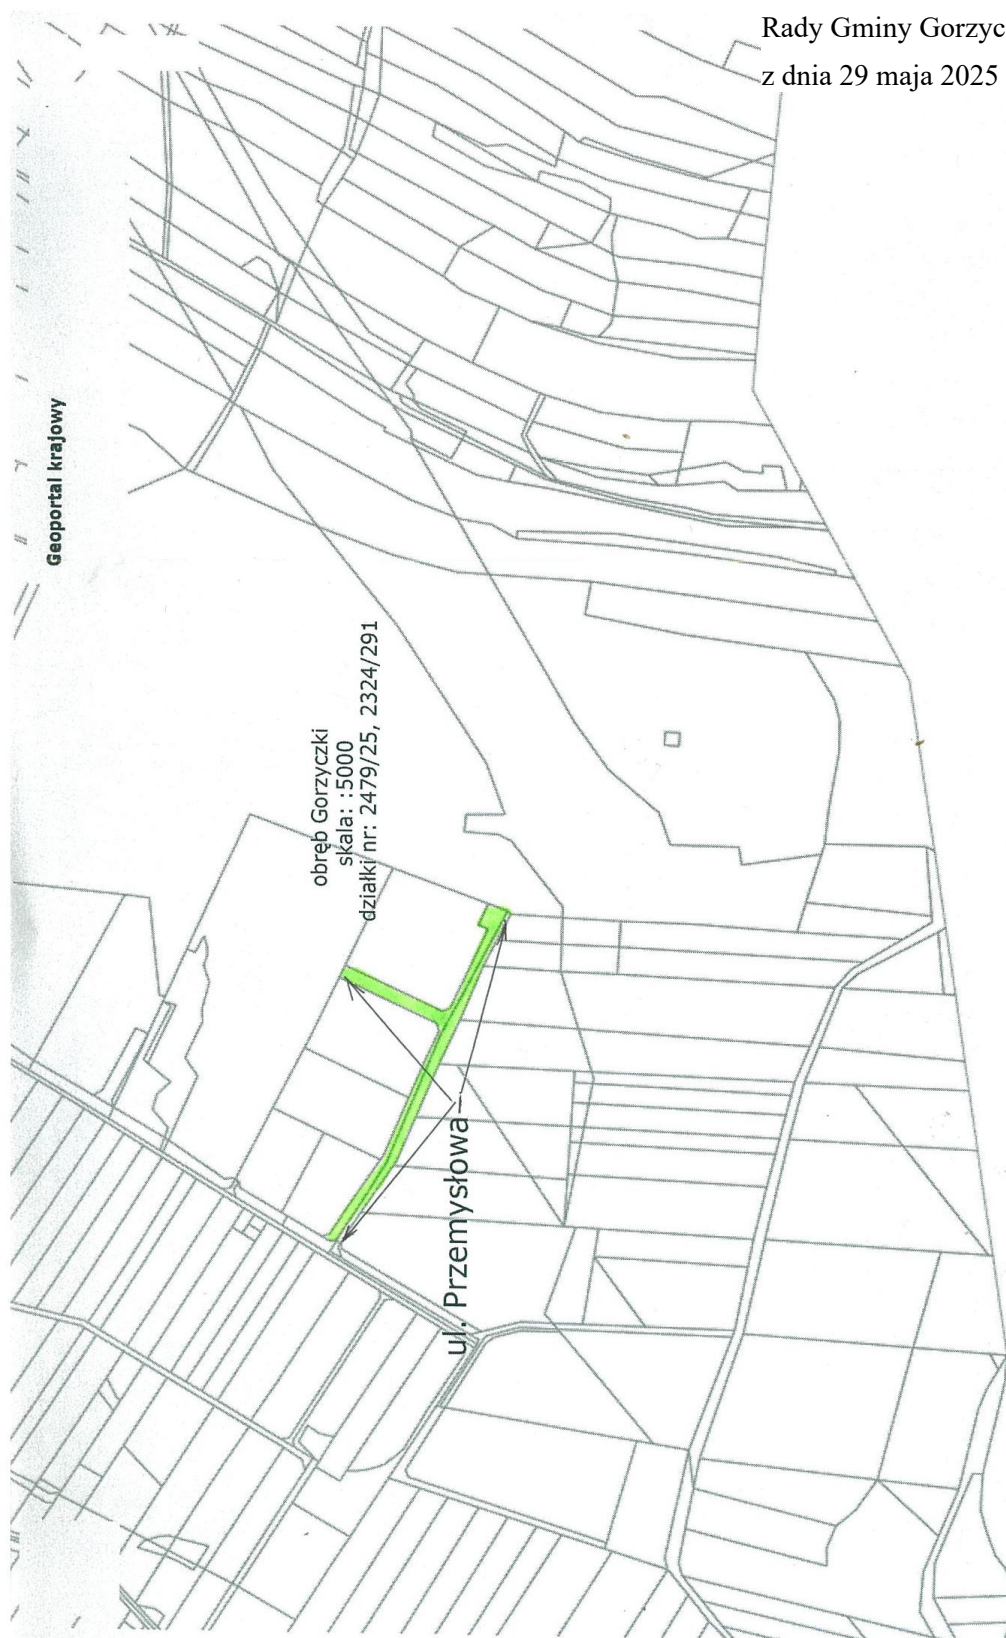 Rady Gminy Gorzyc
z dnia 29 maja 2025
Geoportal krajowy
obręb Gorzyczki
skala: :5000
działki nr: 2479/25, 2324/291
ul. Przemysłowa